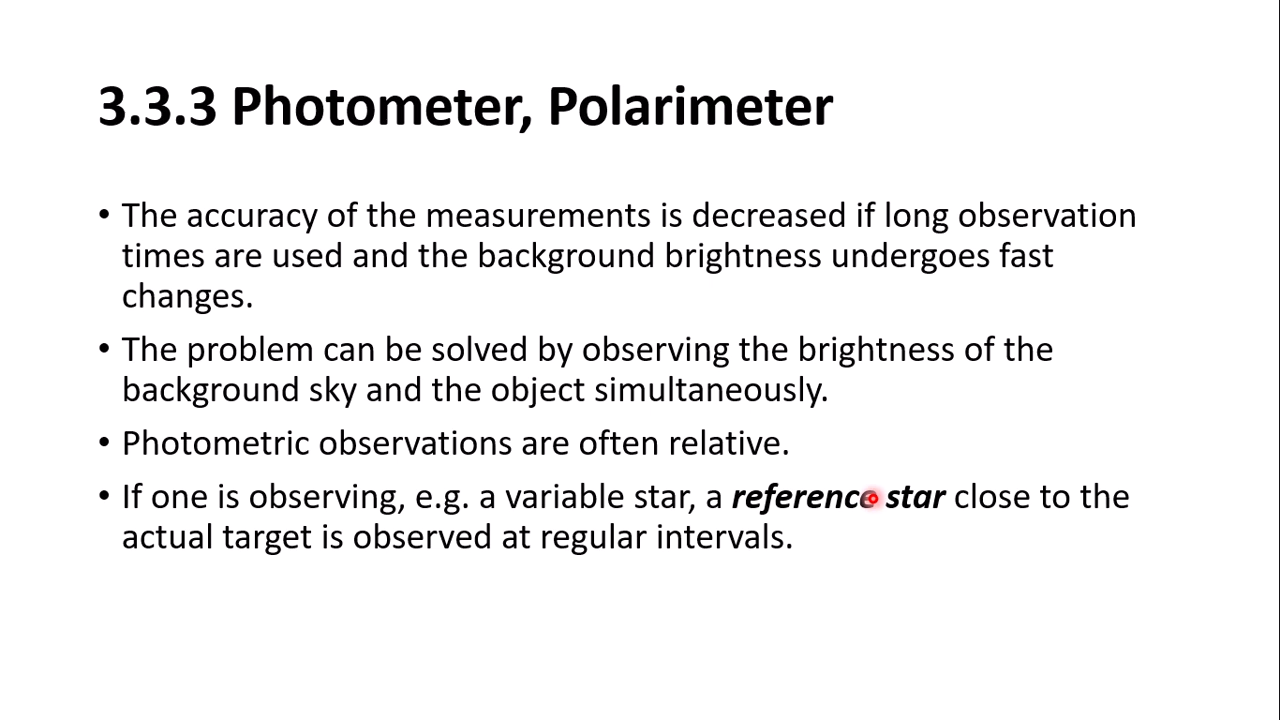 3.3.3 Photometer, Polarimeter
• The accuracy of the measurements is decreased if long observation
times are used and the background brightness undergoes fast
changes.
• The problem can be solved by observing the brightness of the
background sky and the object simultaneously.
• Photometric observations are often relative.
• If one is observing, e.g. a variable star, a reference star close to the
actual target is observed at regular intervals.